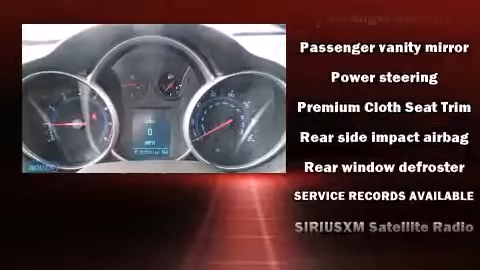 Passenger vanity mirror
Power steering
Premium Cloth Seat Trim
Rear side impact airbag
Rear window defroster
SERVICE RECORDS AVAILABLE
SIRIUSXM Satellite Radio
0
MPH